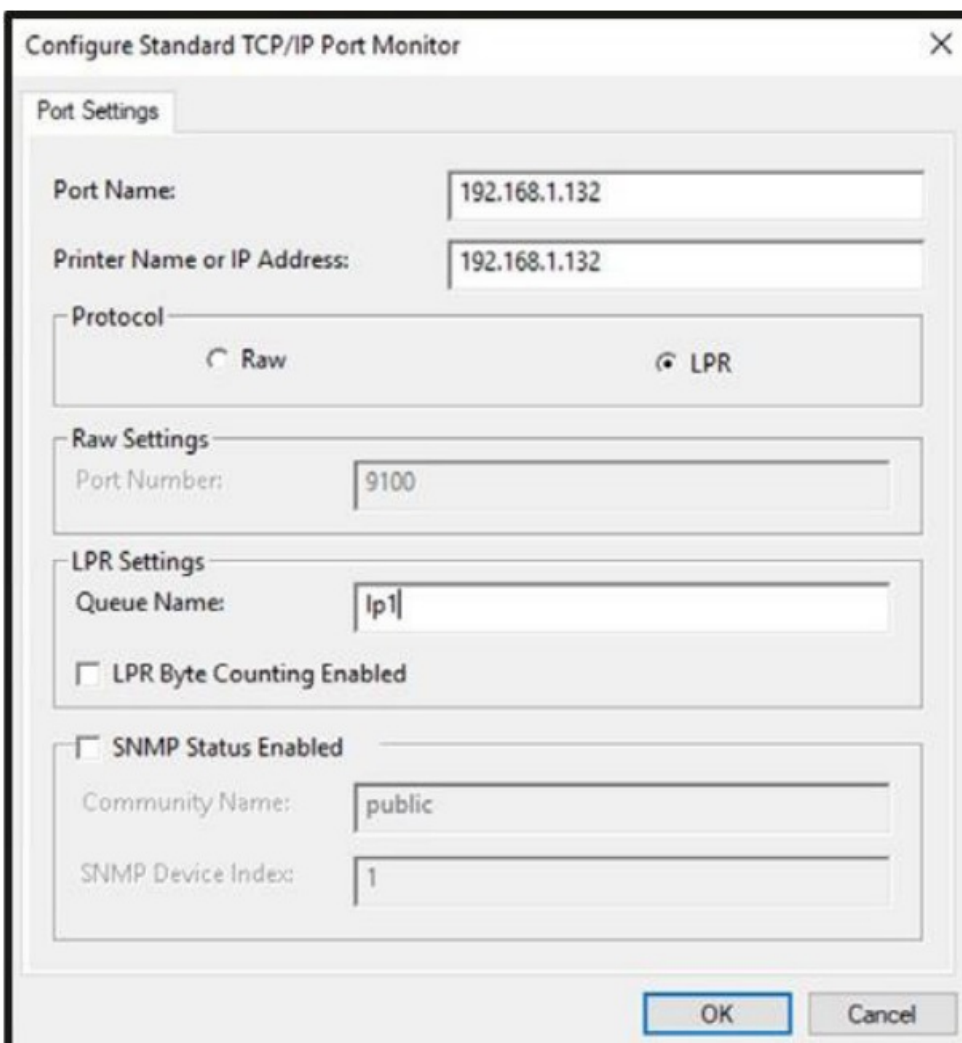 Configure Standard TCP/IP Port Monitor
Port Settings
Port Name: 192.168.1.132
Printer Name or IP Address: 192.168.1.132
Protocol
Raw LPR
Raw Settings
Port Number: 9100
LPR Settings
Queue Name: lp1
LPR Byte Counting Enabled
SNMP Status Enabled
Community Name: public
SNMP Device Index: 1
OK Cancel